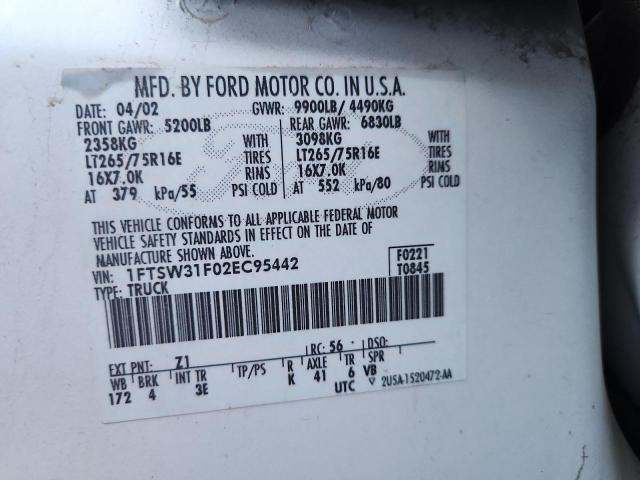 MFD. BY FORD MOTOR CO. IN U.S.A.
DATE: 04/02 GVWR: 9900LB/ 4490KG
FRONT GAWR: 5200LB REAR GAWR: 6830LB
2358KG WITH 3098KG WITH
LT265/75R16E TIRES LT265/75R16E TIRES
16X7.0K RIMS 16X7.0K RIMS
AT 379 kPa/55 PSI COLD AT 552 kPa/80 PSI COLD
THIS VEHICLE CONFORMS TO ALL APPLICABLE FEDERAL MOTOR
VEHICLE SAFETY STANDARDS IN EFFECT ON THE DATE OF
MANUFACTURE SHOWN ABOVE.
VIN: 1FTSW31F02EC95442 F0221
TYPE: TRUCK T0845
EXT PNT: Z1 RC: 56 DSO:
WB BRK INT TR TP/PS R AXLE TR SPR
172 4 3E K 41 6 VB
UTC 2USA-1520472-AA